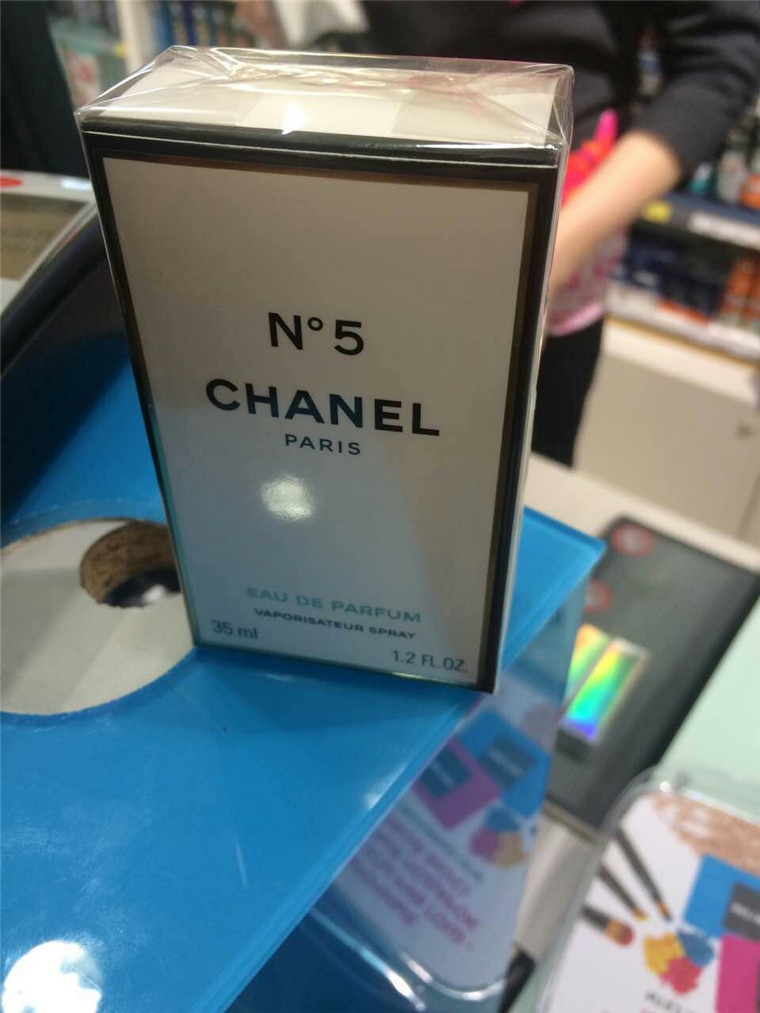 N°5
CHANEL
PARIS
EAU DE PARFUM
VAPORISATEUR SPRAY
35 ml
1.2 FL.OZ.